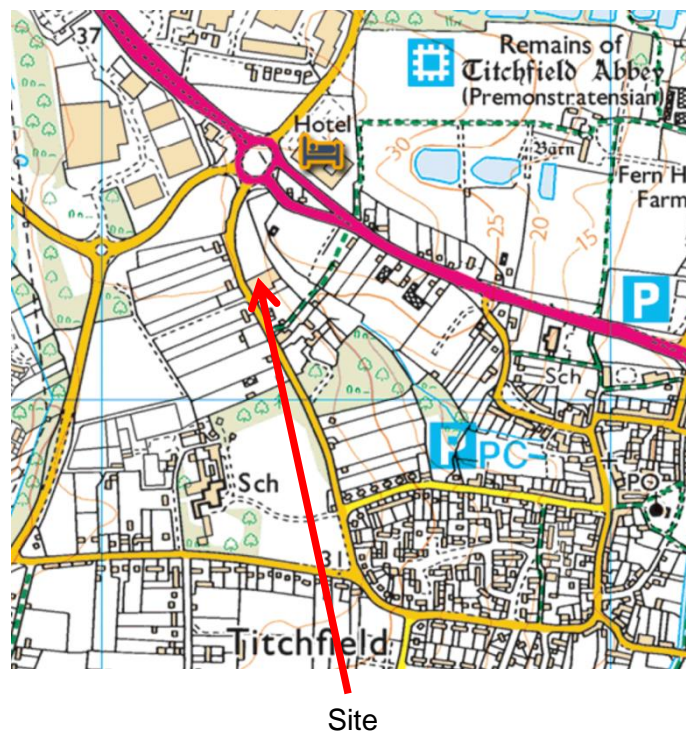 37
Remains of
Titchfield Abbey
(Premonstratensian)
Hotel
30
Barn
Fern H
Farm
25
20
15
P
Sch
PC
PO
Sch
31
Titchfield
Site